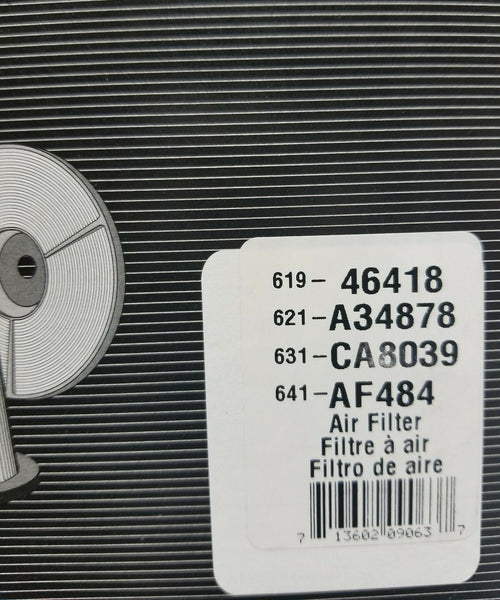 619- 46418
621-A34878
631-CA8039
641-AF484
Air Filter
Filtre à air
Filtro de aire
7 13602 09063 7